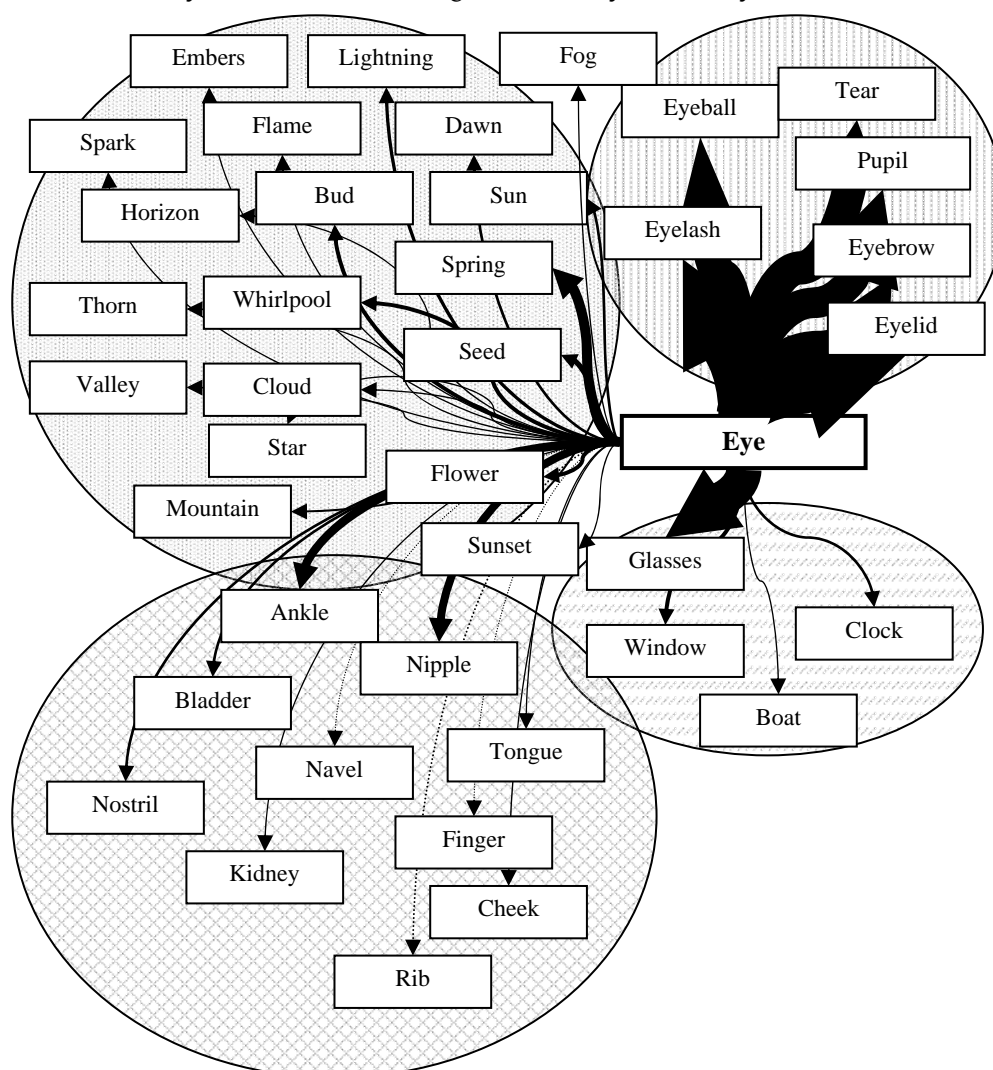 Embers
Lightning
Fog
Eyeball
Tear
Spark
Flame
Dawn
Pupil
Horizon
Bud
Sun
Eyelash
Eyebrow
Spring
Thorn
Whirlpool
Eyelid
Seed
Valley
Cloud
Star
Eye
Flower
Mountain
Sunset
Glasses
Ankle
Clock
Nipple
Window
Bladder
Boat
Navel
Tongue
Nostril
Finger
Kidney
Cheek
Rib